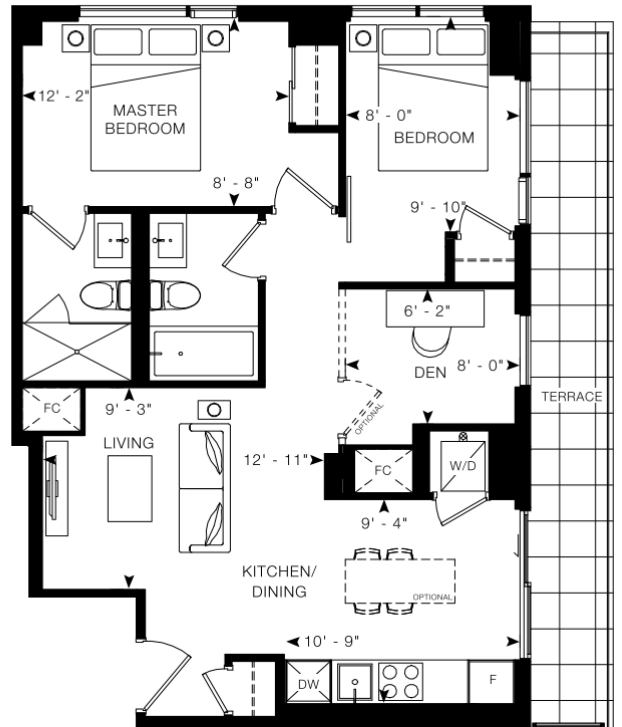 12' - 2"
MASTER
BEDROOM
8' - 8"
8' - 0"
BEDROOM
9' - 10"
6' - 2"
DEN
8' - 0"
OPTIONAL
TERRACE
FC
9' - 3"
LIVING
12' - 11"
FC
W/D
9' - 4"
KITCHEN/
DINING
OPTIONAL
10' - 9"
DW
F